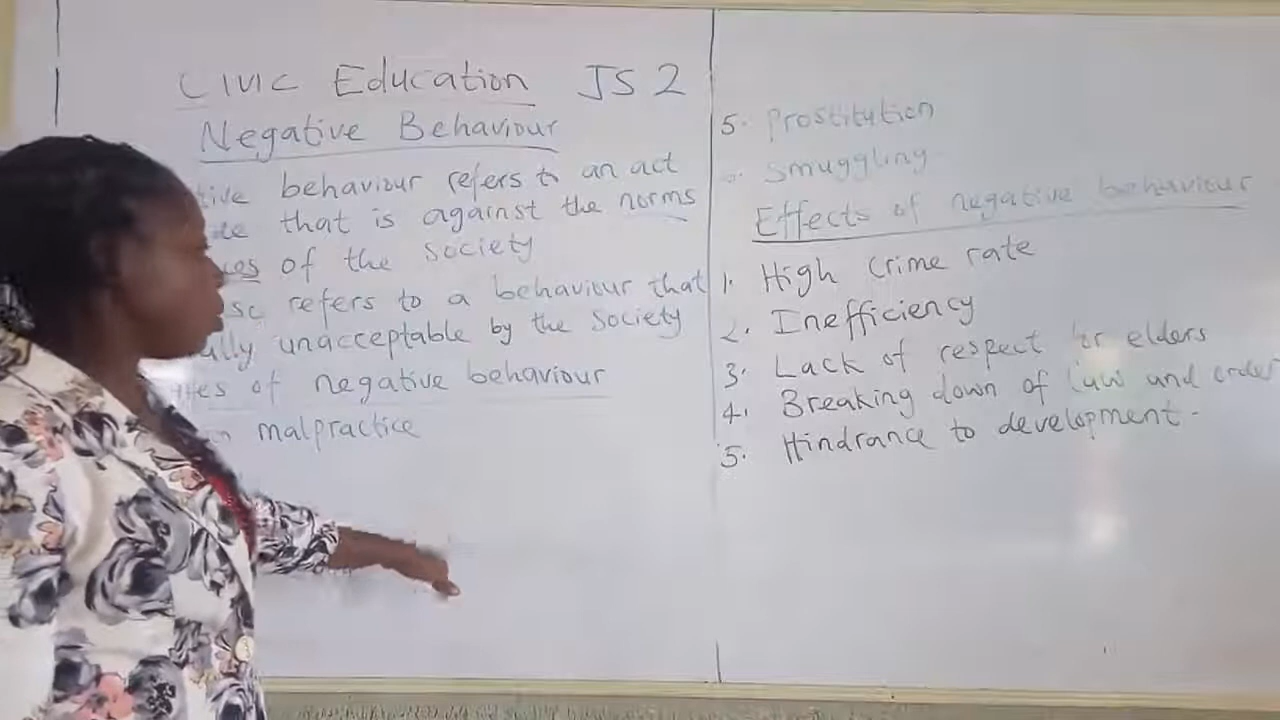 Civic Education JS 2
Negative Behaviour
behaviour refers to an act
that is against the norms
of the society
refers to a behaviour that
unacceptable by the society
of negative behaviour
malpractice
5. Prostitution
smuggling
Effects of negative behaviour
1. High crime rate
2. Inefficiency
3. Lack of respect for elders
4. Breaking down of law and order
5. Hindrance to development.